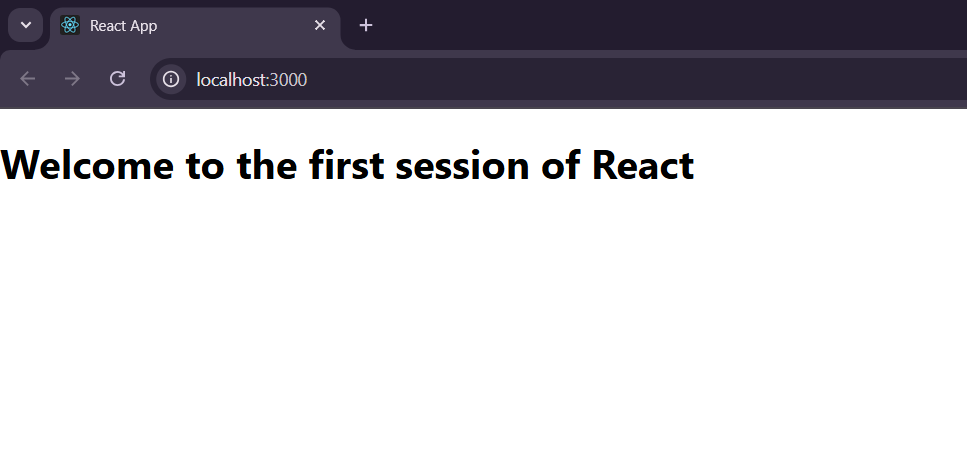 React App
localhost:3000
Welcome to the first session of React